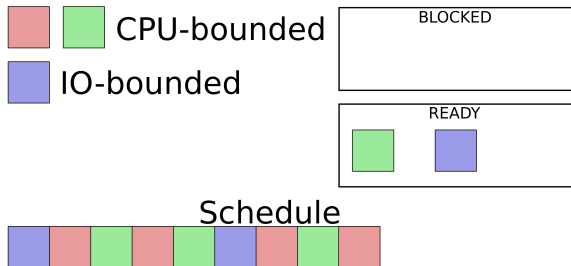 CPU-bounded
IO-bounded
BLOCKED
READY
Schedule